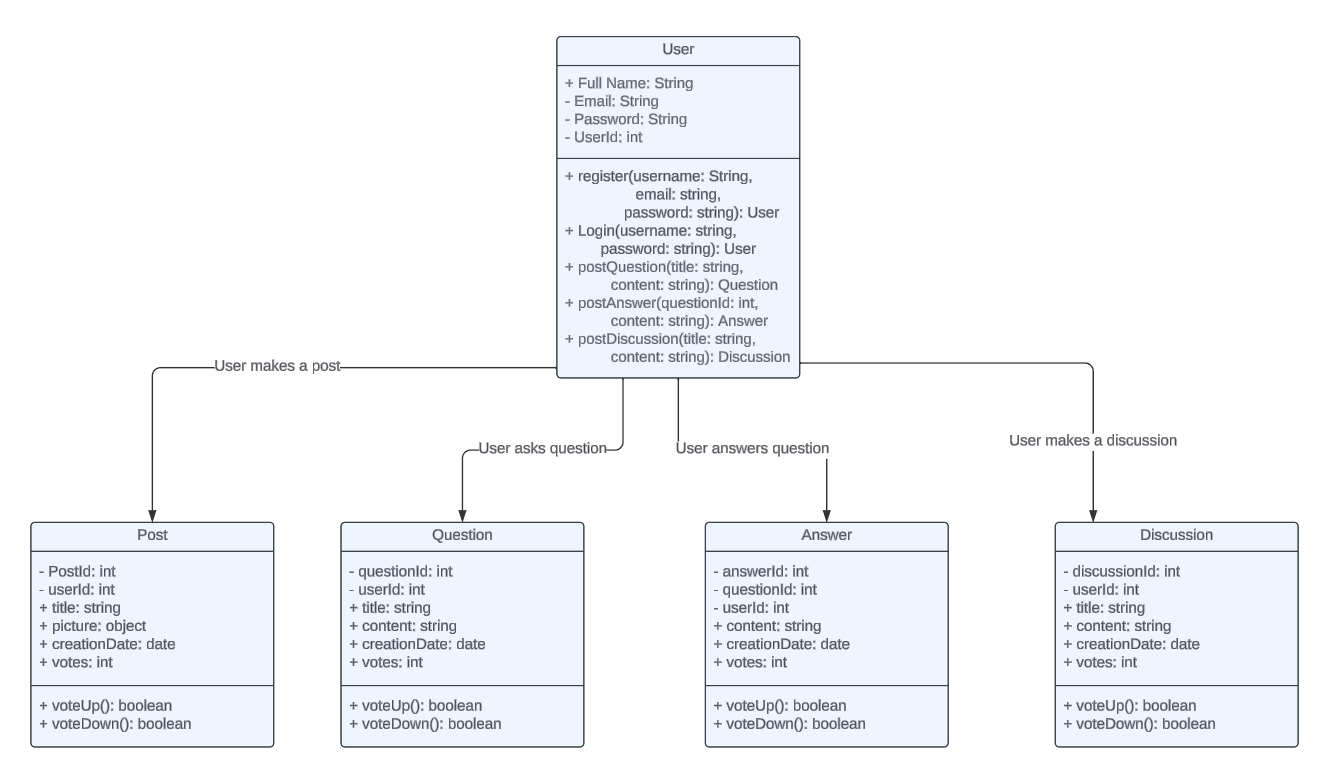 User
+ Full Name: String
- Email: String
- Password: String
- UserId: int
+ register(username: String,
email: string,
password: string): User
+ Login(username: string,
password: string): User
+ postQuestion(title: string,
content: string): Question
+ postAnswer(questionId: int,
content: string): Answer
+ postDiscussion(title: string,
content: string): Discussion
User makes a post
User asks question
User answers question
User makes a discussion
Post
- PostId: int
- userId: int
+ title: string
+ picture: object
+ creationDate: date
+ votes: int
+ voteUp(): boolean
+ voteDown(): boolean
Question
- questionId: int
- userId: int
+ title: string
+ content: string
+ creationDate: date
+ votes: int
+ voteUp(): boolean
+ voteDown(): boolean
Answer
- answerId: int
- questionId: int
- userId: int
+ content: string
+ creationDate: date
+ votes: int
+ voteUp(): boolean
+ voteDown(): boolean
Discussion
- discussionId: int
- userId: int
+ title: string
+ content: string
+ creationDate: date
+ votes: int
+ voteUp(): boolean
+ voteDown(): boolean